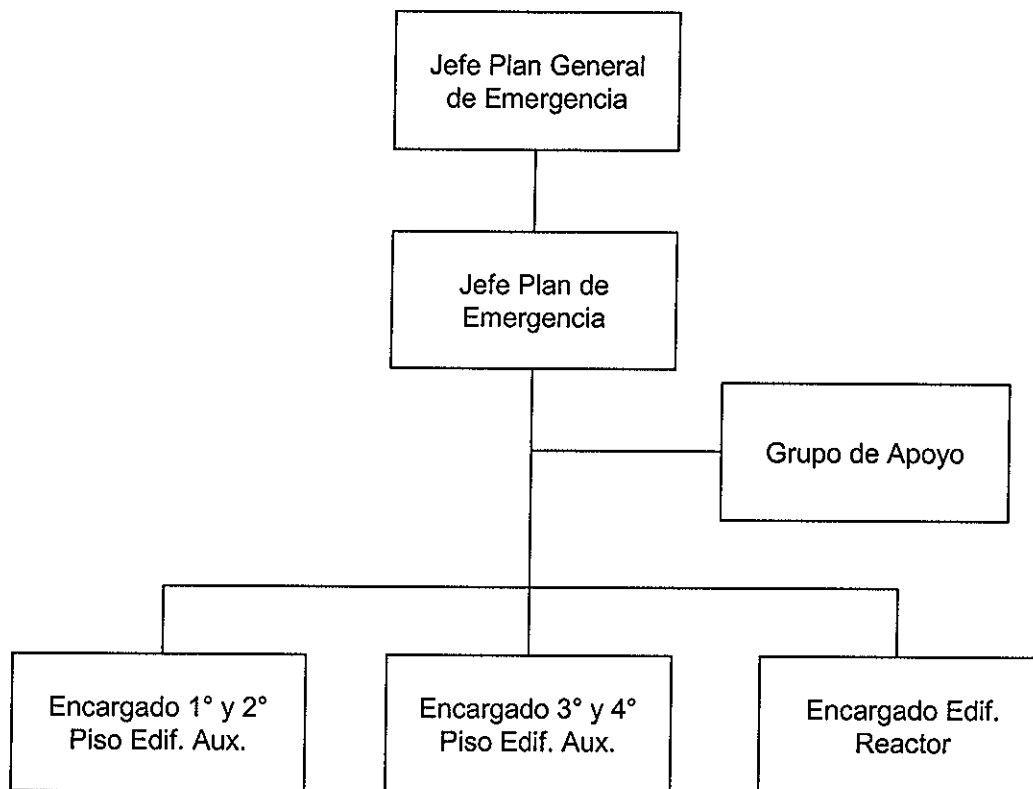 Jefe Plan General
de Emergencia
Jefe Plan de
Emergencia
Grupo de Apoyo
Encargado 1° y 2°
Piso Edif. Aux.
Encargado 3° y 4°
Piso Edif. Aux.
Encargado Edif.
Reactor